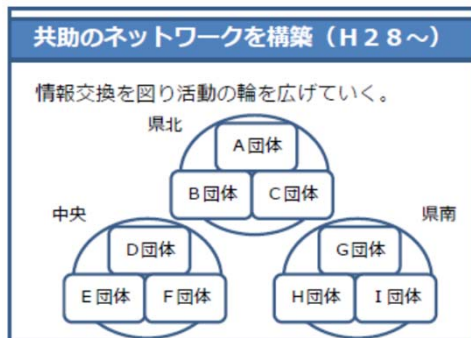 共助のネットワークを構築（Ｈ２８～）
情報交換を図り活動の輪を広げていく。
県北
Ａ団体
Ｂ団体
Ｃ団体
中央
県南
Ｄ団体
Ｇ団体
Ｅ団体
Ｆ団体
Ｈ団体
Ｉ団体